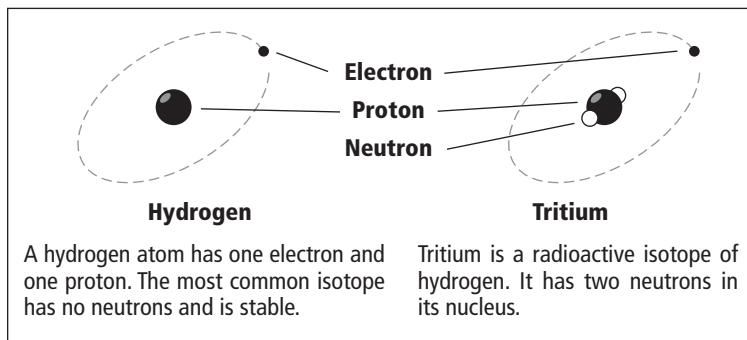 Electron
Proton
Neutron
Hydrogen
A hydrogen atom has one electron and
one proton. The most common isotope
has no neutrons and is stable.
Tritium
Tritium is a radioactive isotope of
hydrogen. It has two neutrons in
its nucleus.